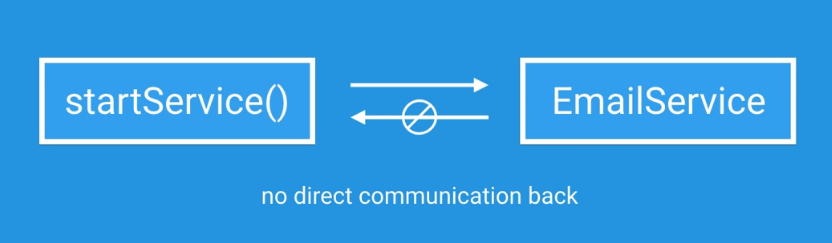 startService()
EmailService
no direct communication back